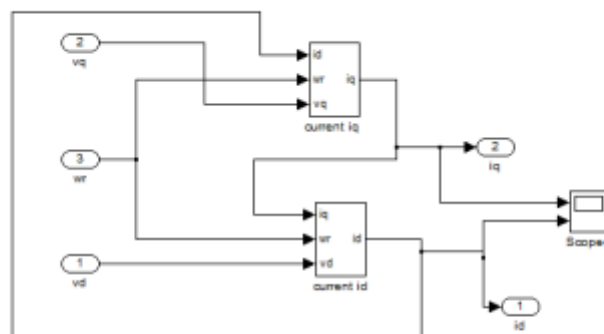 2
vq
id
wr
vq
iq
current iq
3
wr
2
iq
iq
wr
vd
id
current id
1
vd
Scope
1
id